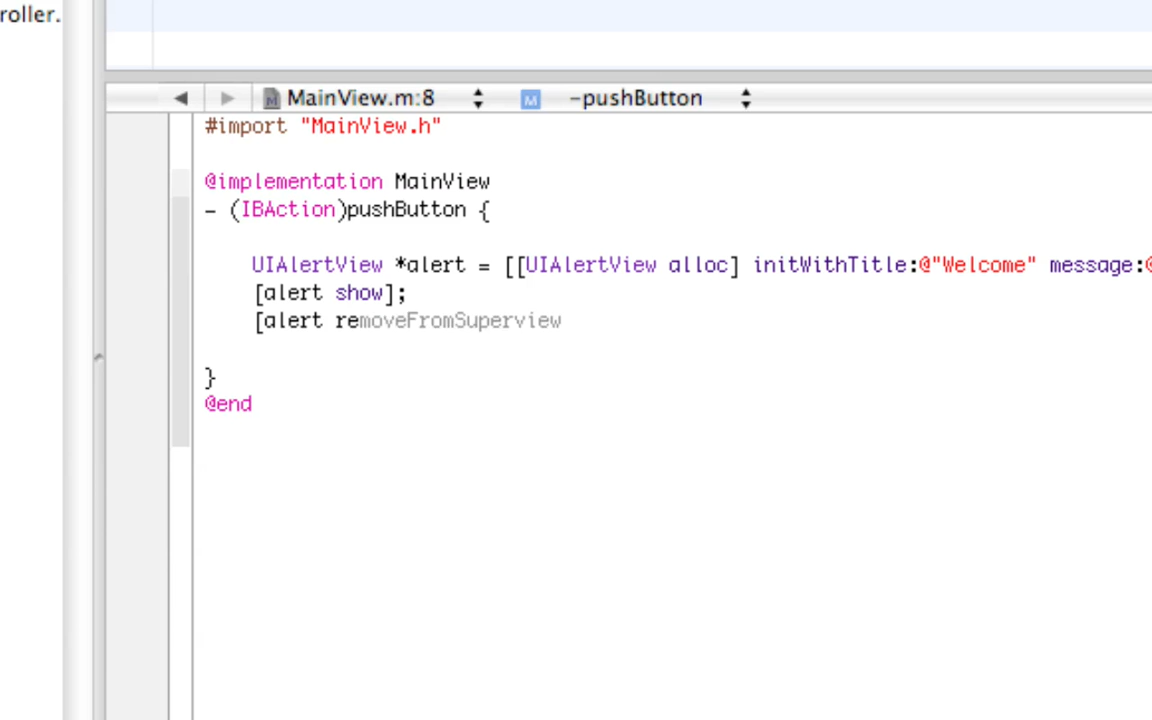 roller.
MainView.m:8 -pushButton
#import "MainView.h"
@implementation MainView
- (IBAction)pushButton {
UIAlertView *alert = [[UIAlertView alloc] initWithTitle:@"Welcome" message:@
[alert show];
[alert removeFromSuperview
}
@end